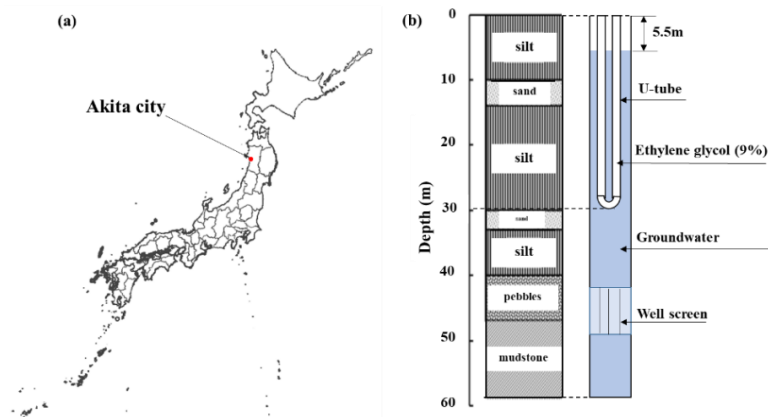 (a)
Akita city
(b)
0
10
20
30
40
50
60
Depth (m)
silt
sand
silt
sand
silt
pebbles
mudstone
5.5m
U-tube
Ethylene glycol (9%)
Groundwater
Well screen